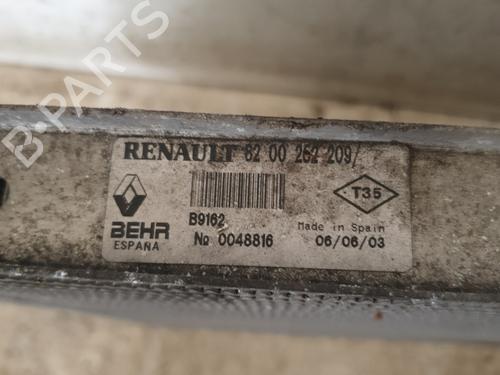 B-PARTS
RENAULT 82 00 262 209/
T35
B9162
BEHR
ESPAÑA
№ 0048816
Made in Spain
06/06/03